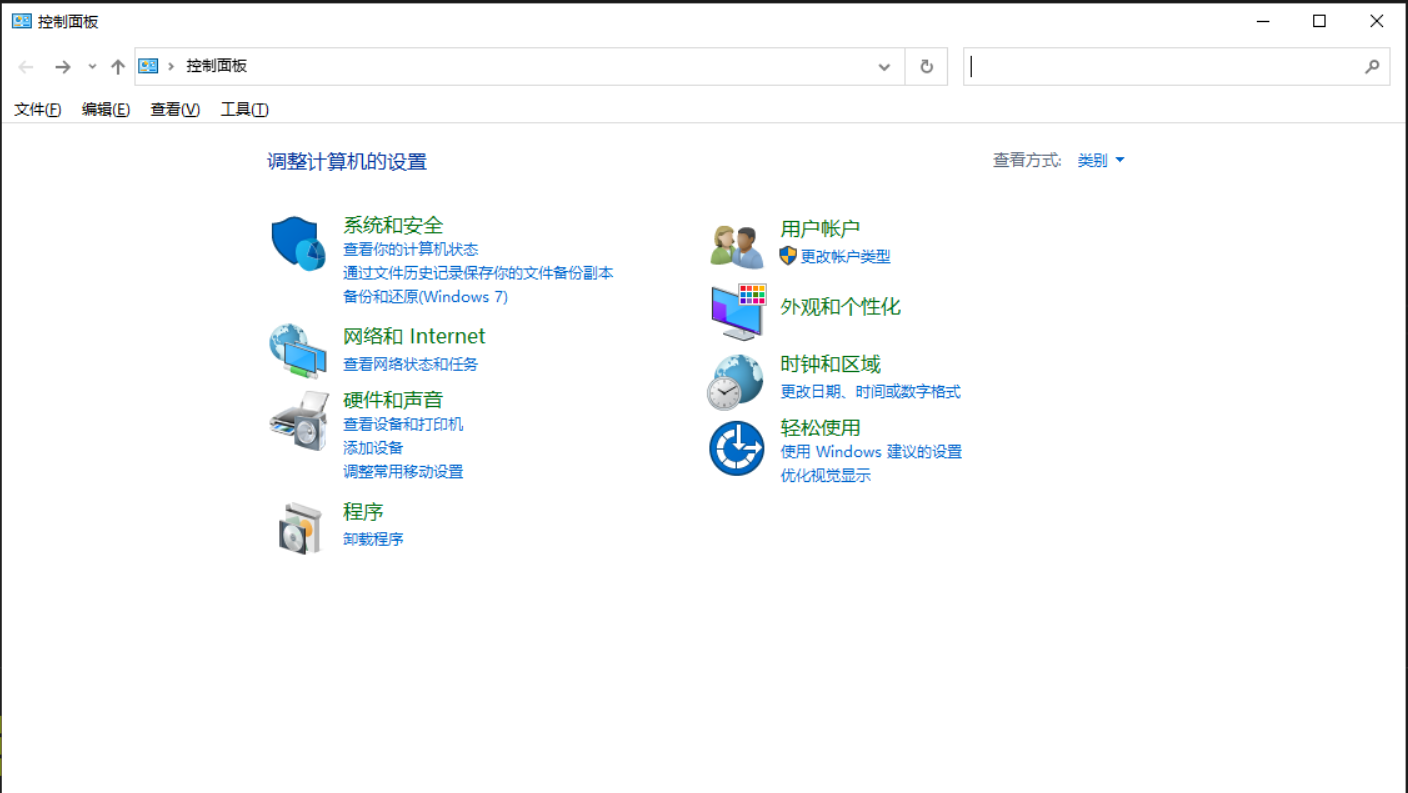 控制面板
控制面板
文件(F) 编辑(E) 查看(V) 工具(T)
调整计算机的设置
查看方式: 类别
系统和安全
查看你的计算机状态
通过文件历史记录保存你的文件备份副本
备份和还原(Windows 7)
网络和 Internet
查看网络状态和任务
硬件和声音
查看设备和打印机
添加设备
调整常用移动设置
程序
卸载程序
用户帐户
更改帐户类型
外观和个性化
时钟和区域
更改日期、时间或数字格式
轻松使用
使用 Windows 建议的设置
优化视觉显示